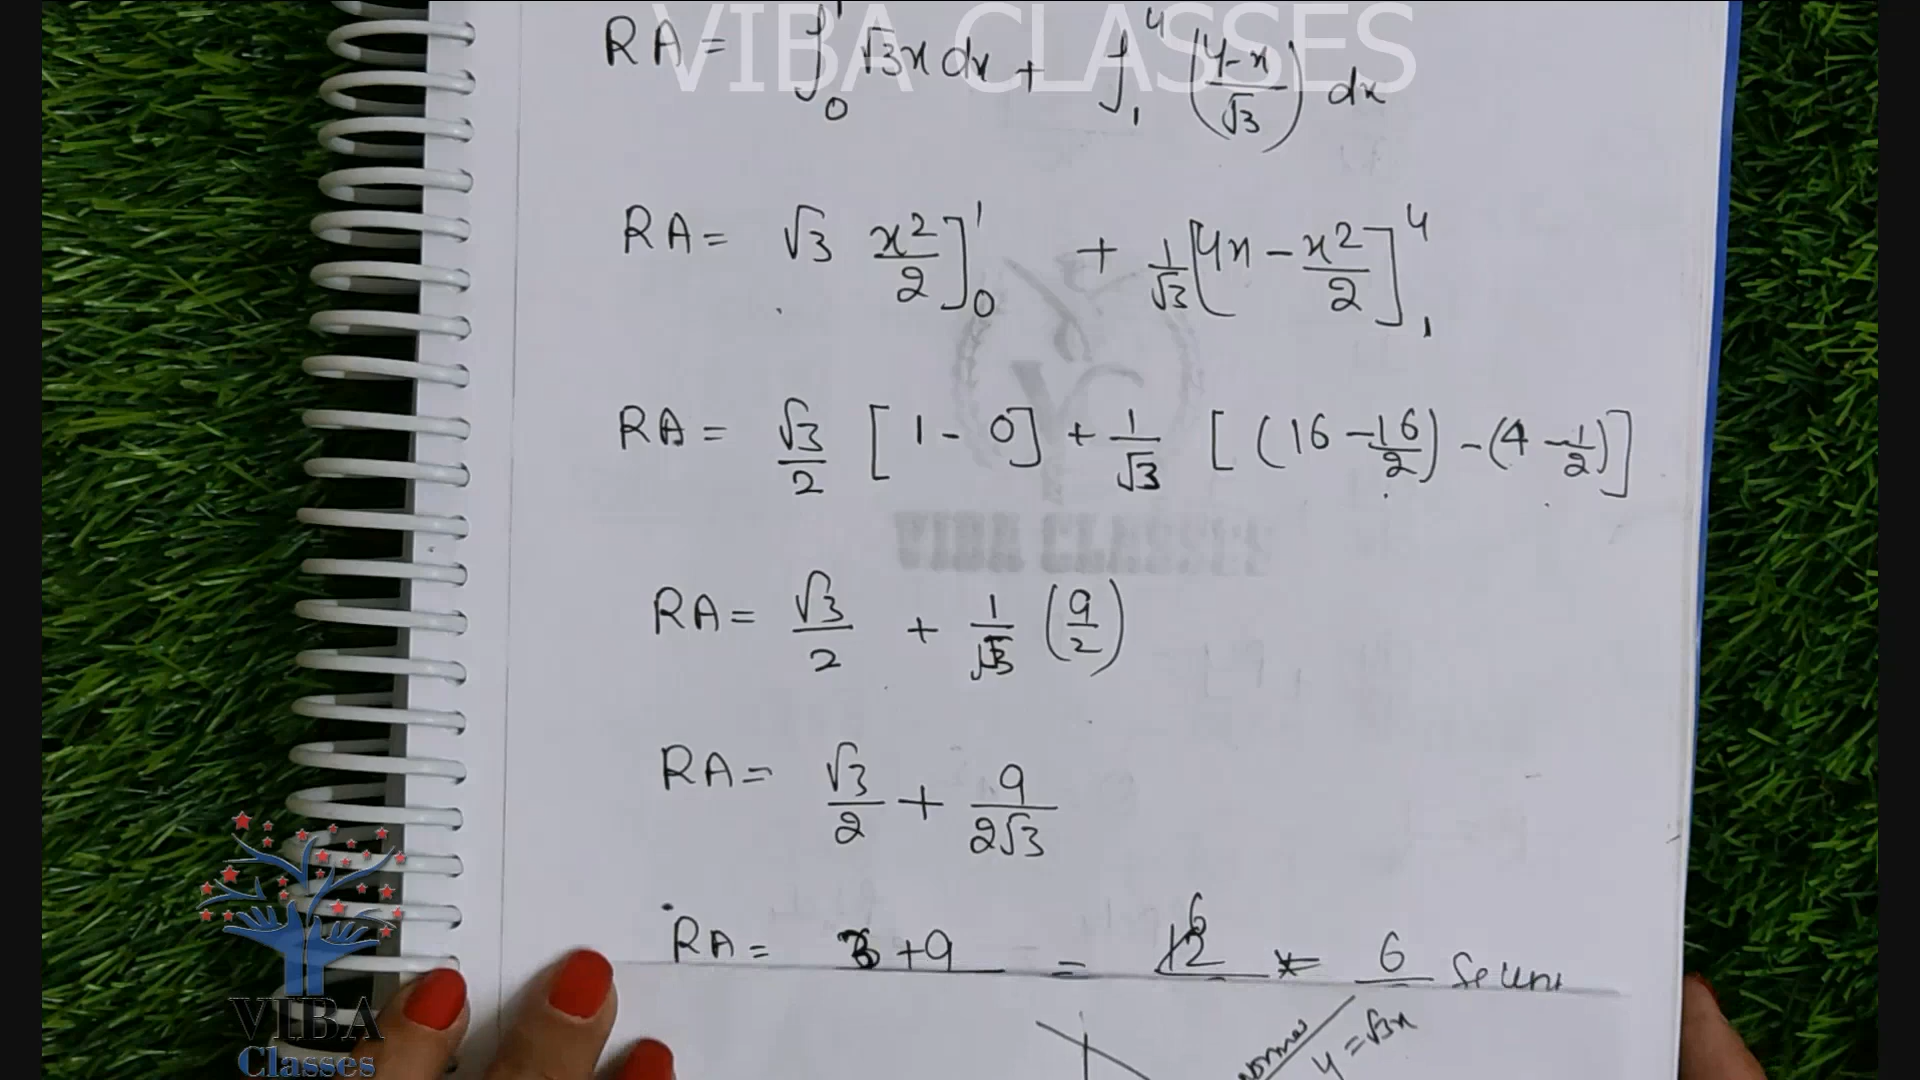 VIBA CLASSES
RA = ∫₀¹ √3x dx + ∫₁⁴ ((4-x)/√3) dx
RA = √3 x²/2]₀¹ + 1/√3 [4x - x²/2]₁⁴
RA = √3/2 [1 - 0] + 1/√3 [(16 - 16/2) - (4 - 1/2)]
VIBA CLASSES
RA = √3/2 + 1/√3 (9/2)
RA = √3/2 + 9/2√3
RA = 3+9 = 12 6 = 6
y = √3x
VIBA
Classes